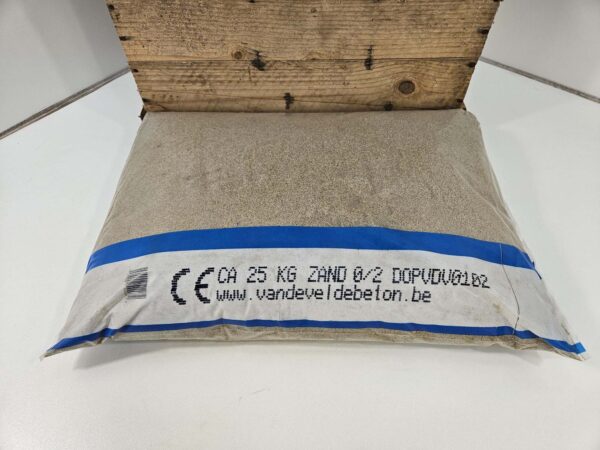 CE CA 25 KG ZAND 0/2 DOPVDV0102
www.vandeveldebeton.be